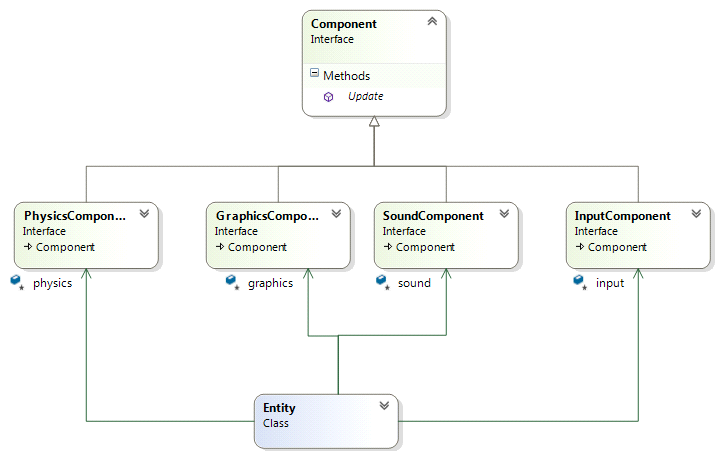 Component
Interface
Methods
Update
PhysicsCompon...
Interface
Component
physics
GraphicsCompo...
Interface
Component
graphics
SoundComponent
Interface
Component
sound
InputComponent
Interface
Component
input
Entity
Class